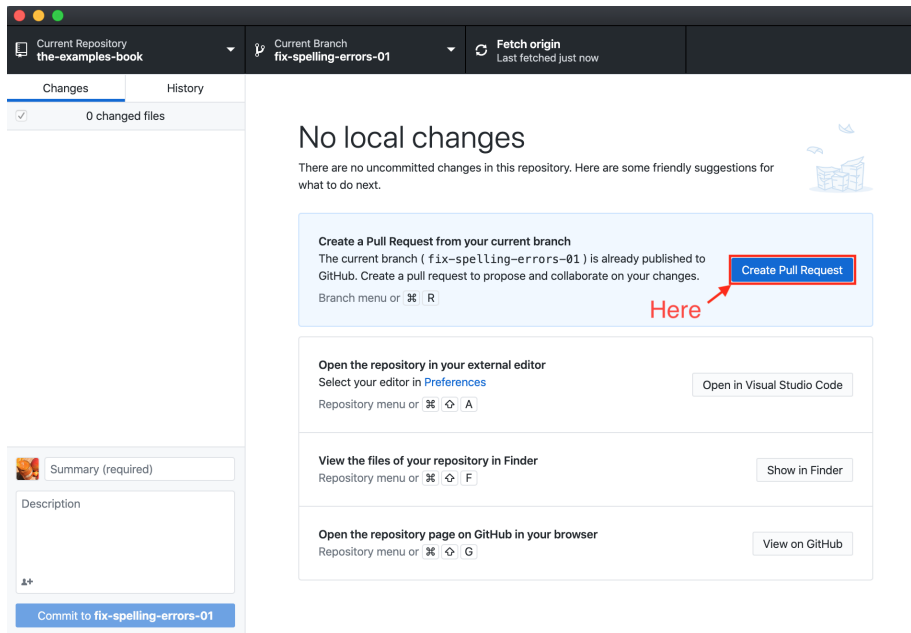 Current Repository
the-examples-book
Current Branch
fix-spelling-errors-01
Fetch origin
Last fetched just now
Changes
History
0 changed files
No local changes
There are no uncommitted changes in this repository. Here are some friendly suggestions for
what to do next.
Create a Pull Request from your current branch
The current branch ( fix-spelling-errors-01 ) is already published to
GitHub. Create a pull request to propose and collaborate on your changes.
Branch menu or ⌘ R
Create Pull Request
Here
Open the repository in your external editor
Select your editor in Preferences
Repository menu or ⌘ ⇧ A
Open in Visual Studio Code
View the files of your repository in Finder
Repository menu or ⌘ ⇧ F
Show in Finder
Open the repository page on GitHub in your browser
Repository menu or ⌘ ⇧ G
View on GitHub
Summary (required)
Description
Commit to fix-spelling-errors-01